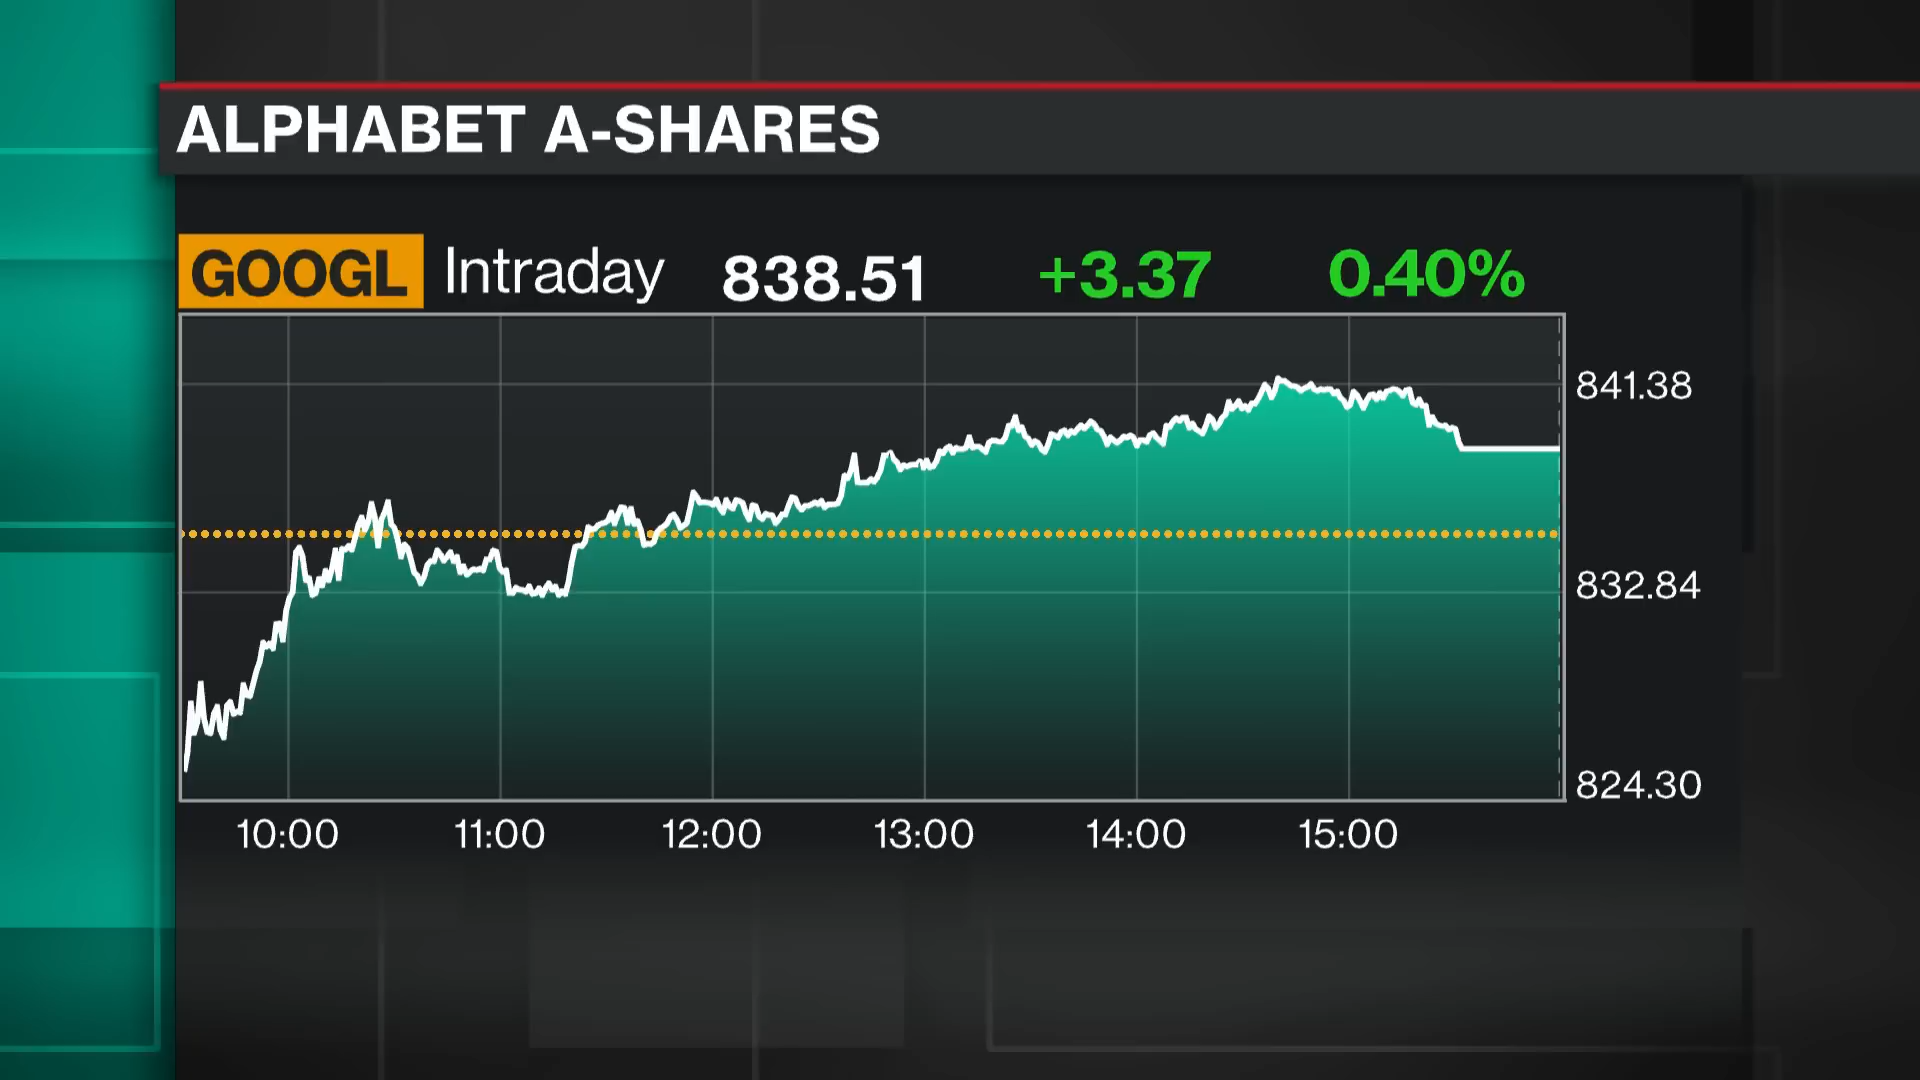 ALPHABET A-SHARES
GOOGL Intraday 838.51 +3.37 0.40%
841.38
832.84
824.30
10:00 11:00 12:00 13:00 14:00 15:00